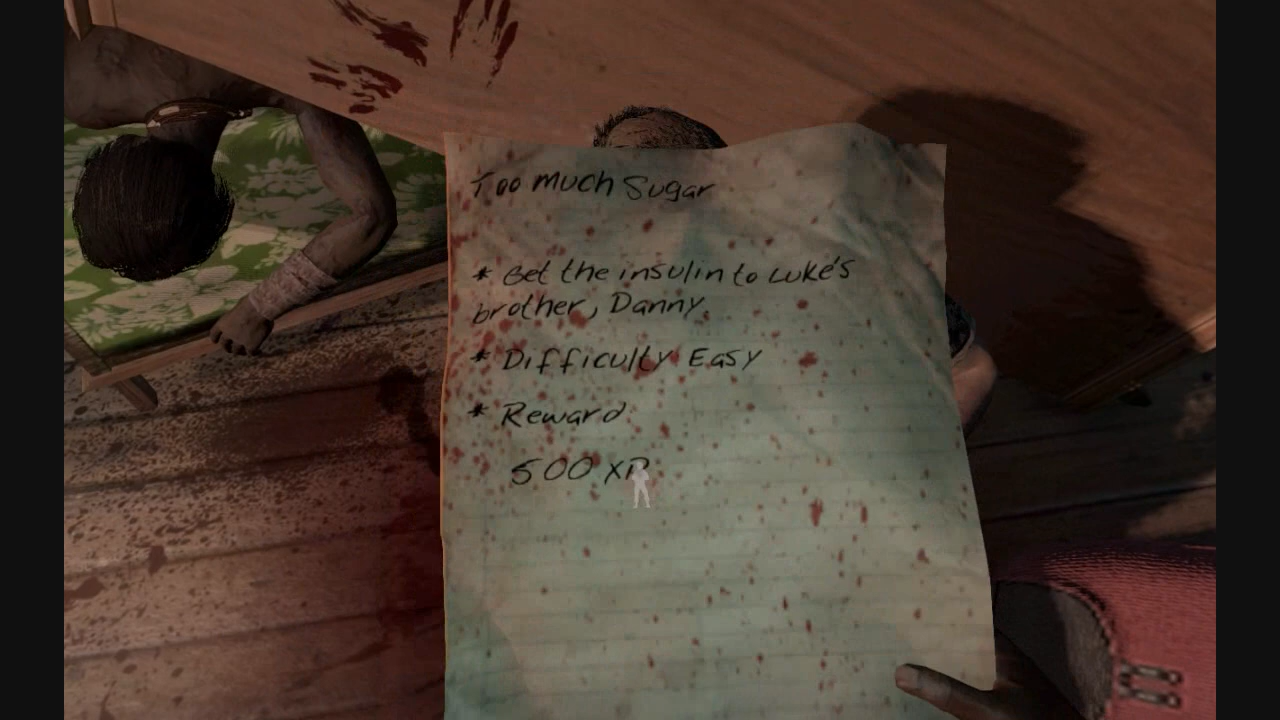 Too much Sugar
* Get the insulin to Luke's
brother, Danny.
* Difficulty Easy
* Reward
500 XP